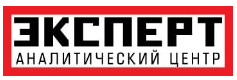 ЭКСПЕРТ
АНАЛИТИЧЕСКИЙ ЦЕНТР